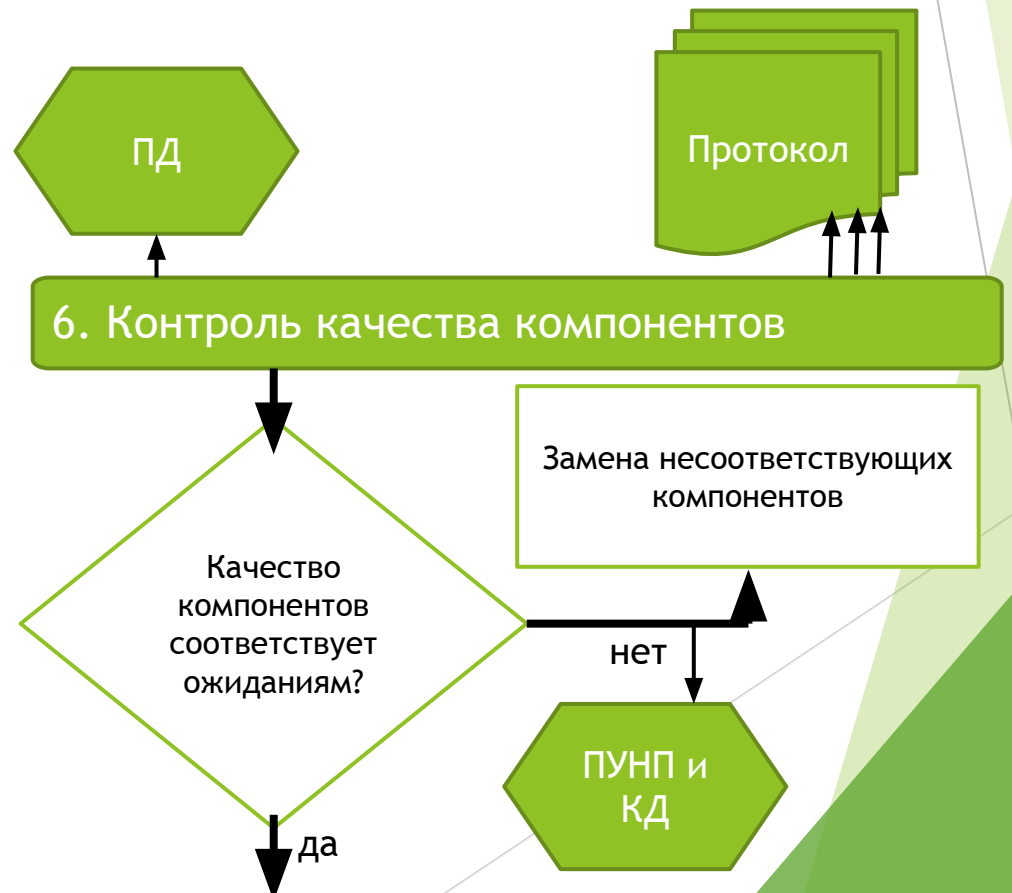 ПД
Протокол
6. Контроль качества компонентов
Замена несоответствующих
компонентов
Качество
компонентов
соответствует
ожиданиям?
нет
ПУНП и
КД
да